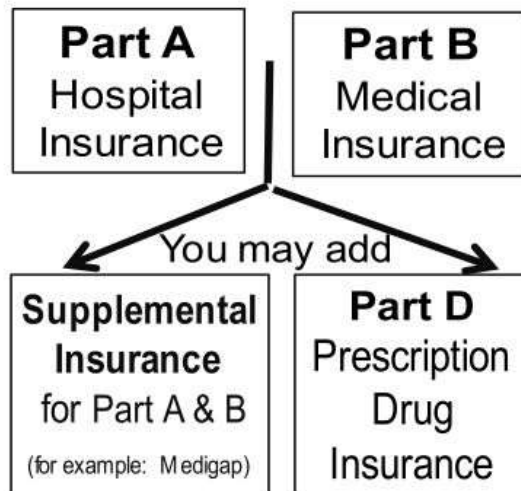 Part A
Hospital
Insurance
Part B
Medical
Insurance
You may add
Supplemental
Insurance
for Part A & B
(for example: Medigap)
Part D
Prescription
Drug
Insurance